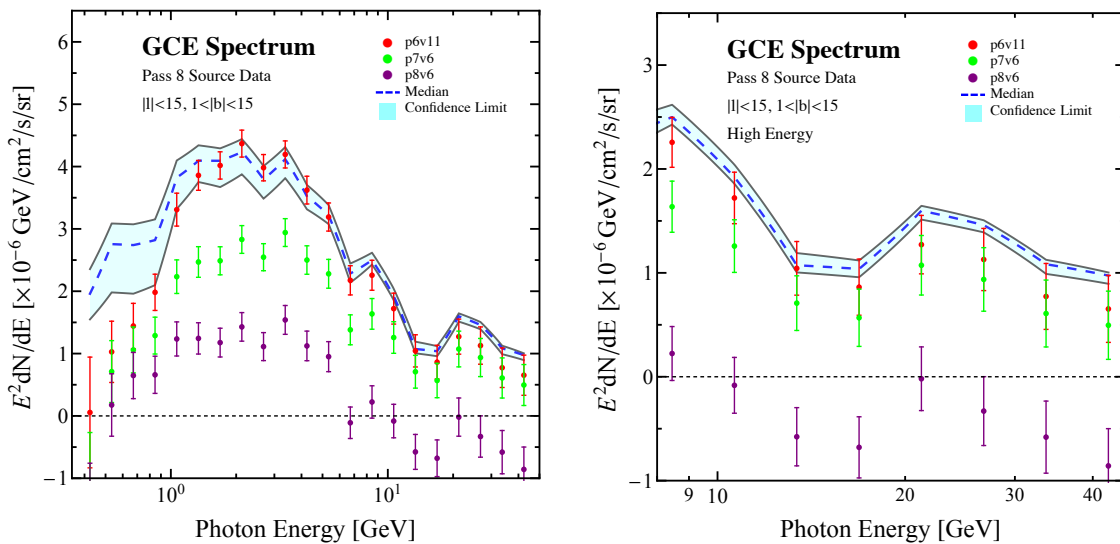 GCE Spectrum
Pass 8 Source Data
|l|<15, 1<|b|<15
p6v11
p7v6
p8v6
Median
Confidence Limit
6
5
4
3
2
1
0
−1
10⁰
10¹
E²dN/dE [×10⁻⁶ GeV/cm²/s/sr]
Photon Energy [GeV]
GCE Spectrum
Pass 8 Source Data
|l|<15, 1<|b|<15
High Energy
p6v11
p7v6
p8v6
Median
Confidence Limit
3
2
1
0
−1
9
10
20
30
40
E²dN/dE [×10⁻⁶ GeV/cm²/s/sr]
Photon Energy [GeV]